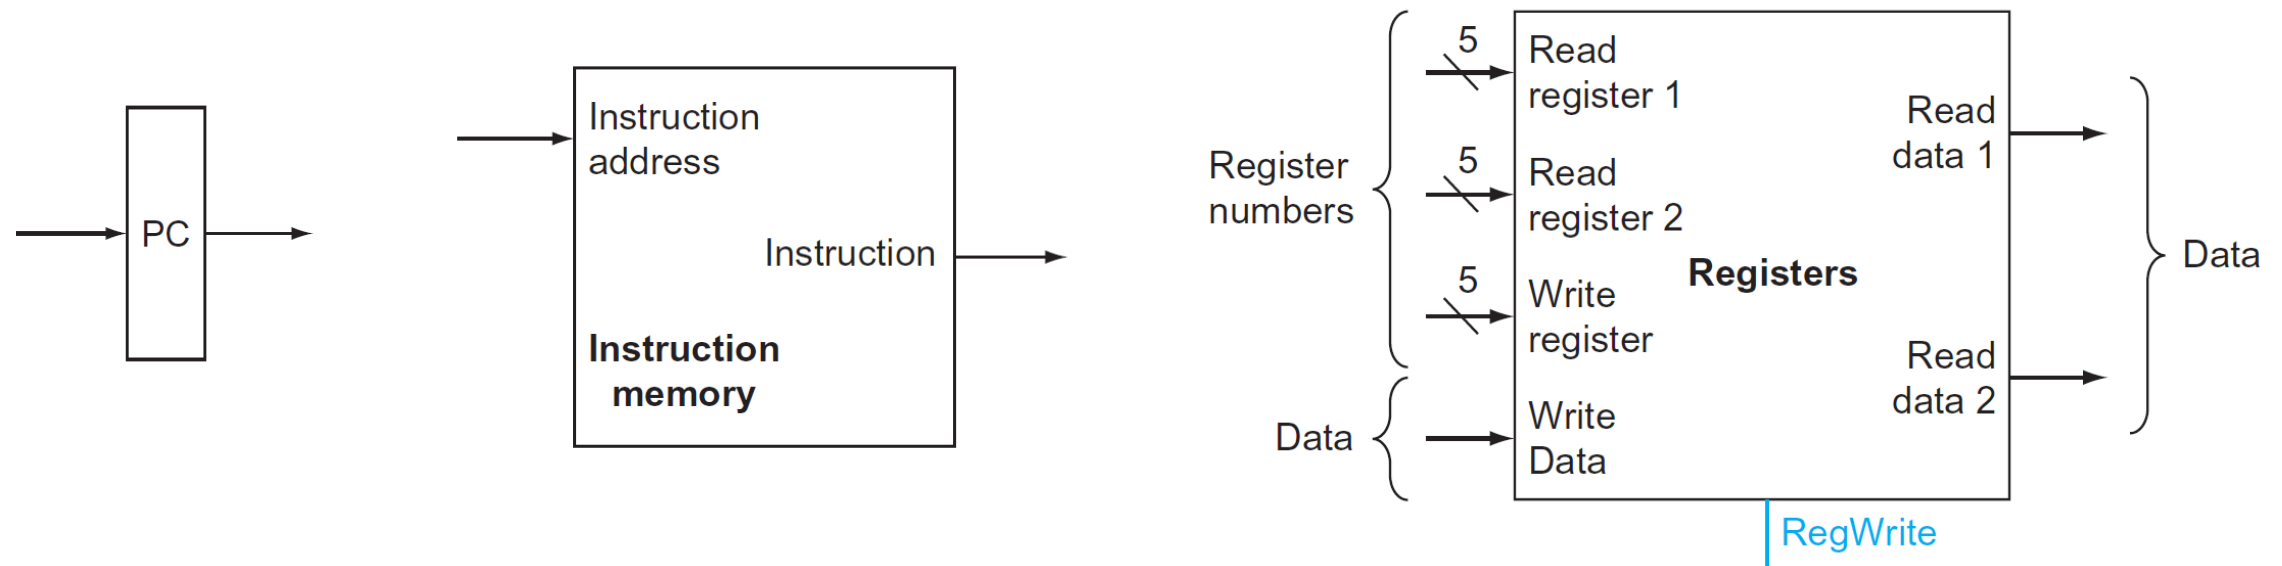 PC
Instruction
address
Instruction
Instruction
memory
Register
numbers
Data
5
5
5
Read
register 1
Read
register 2
Write
register
Write
Data
Registers
Read
data 1
Read
data 2
Data
RegWrite